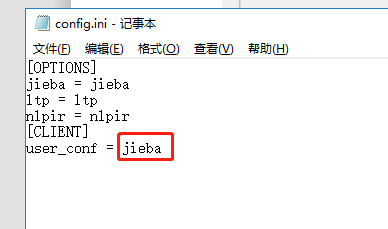 config.ini - 记事本
文件(F) 编辑(E) 格式(O) 查看(V) 帮助(H)
[OPTIONS]
jieba = jieba
ltp = ltp
nlpir = nlpir
[CLIENT]
user_conf = jieba